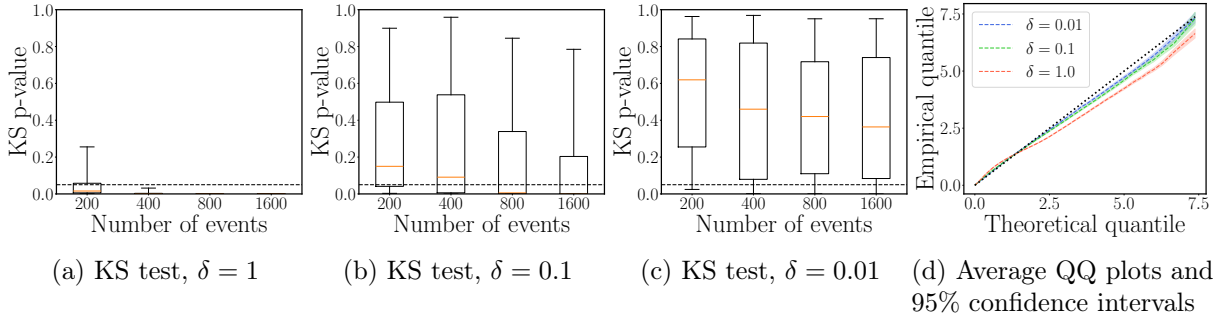 1.0
0.8
0.6
0.4
0.2
0.0
KS p-value
200 400 800 1600
Number of events
(a) KS test, δ = 1
1.0
0.8
0.6
0.4
0.2
0.0
KS p-value
200 400 800 1600
Number of events
(b) KS test, δ = 0.1
1.0
0.8
0.6
0.4
0.2
0.0
KS p-value
200 400 800 1600
Number of events
(c) KS test, δ = 0.01
7.5
5.0
2.5
0.0
Empirical quantile
δ = 0.01
δ = 0.1
δ = 1.0
0.0 2.5 5.0 7.5
Theoretical quantile
(d) Average QQ plots and
95% confidence intervals